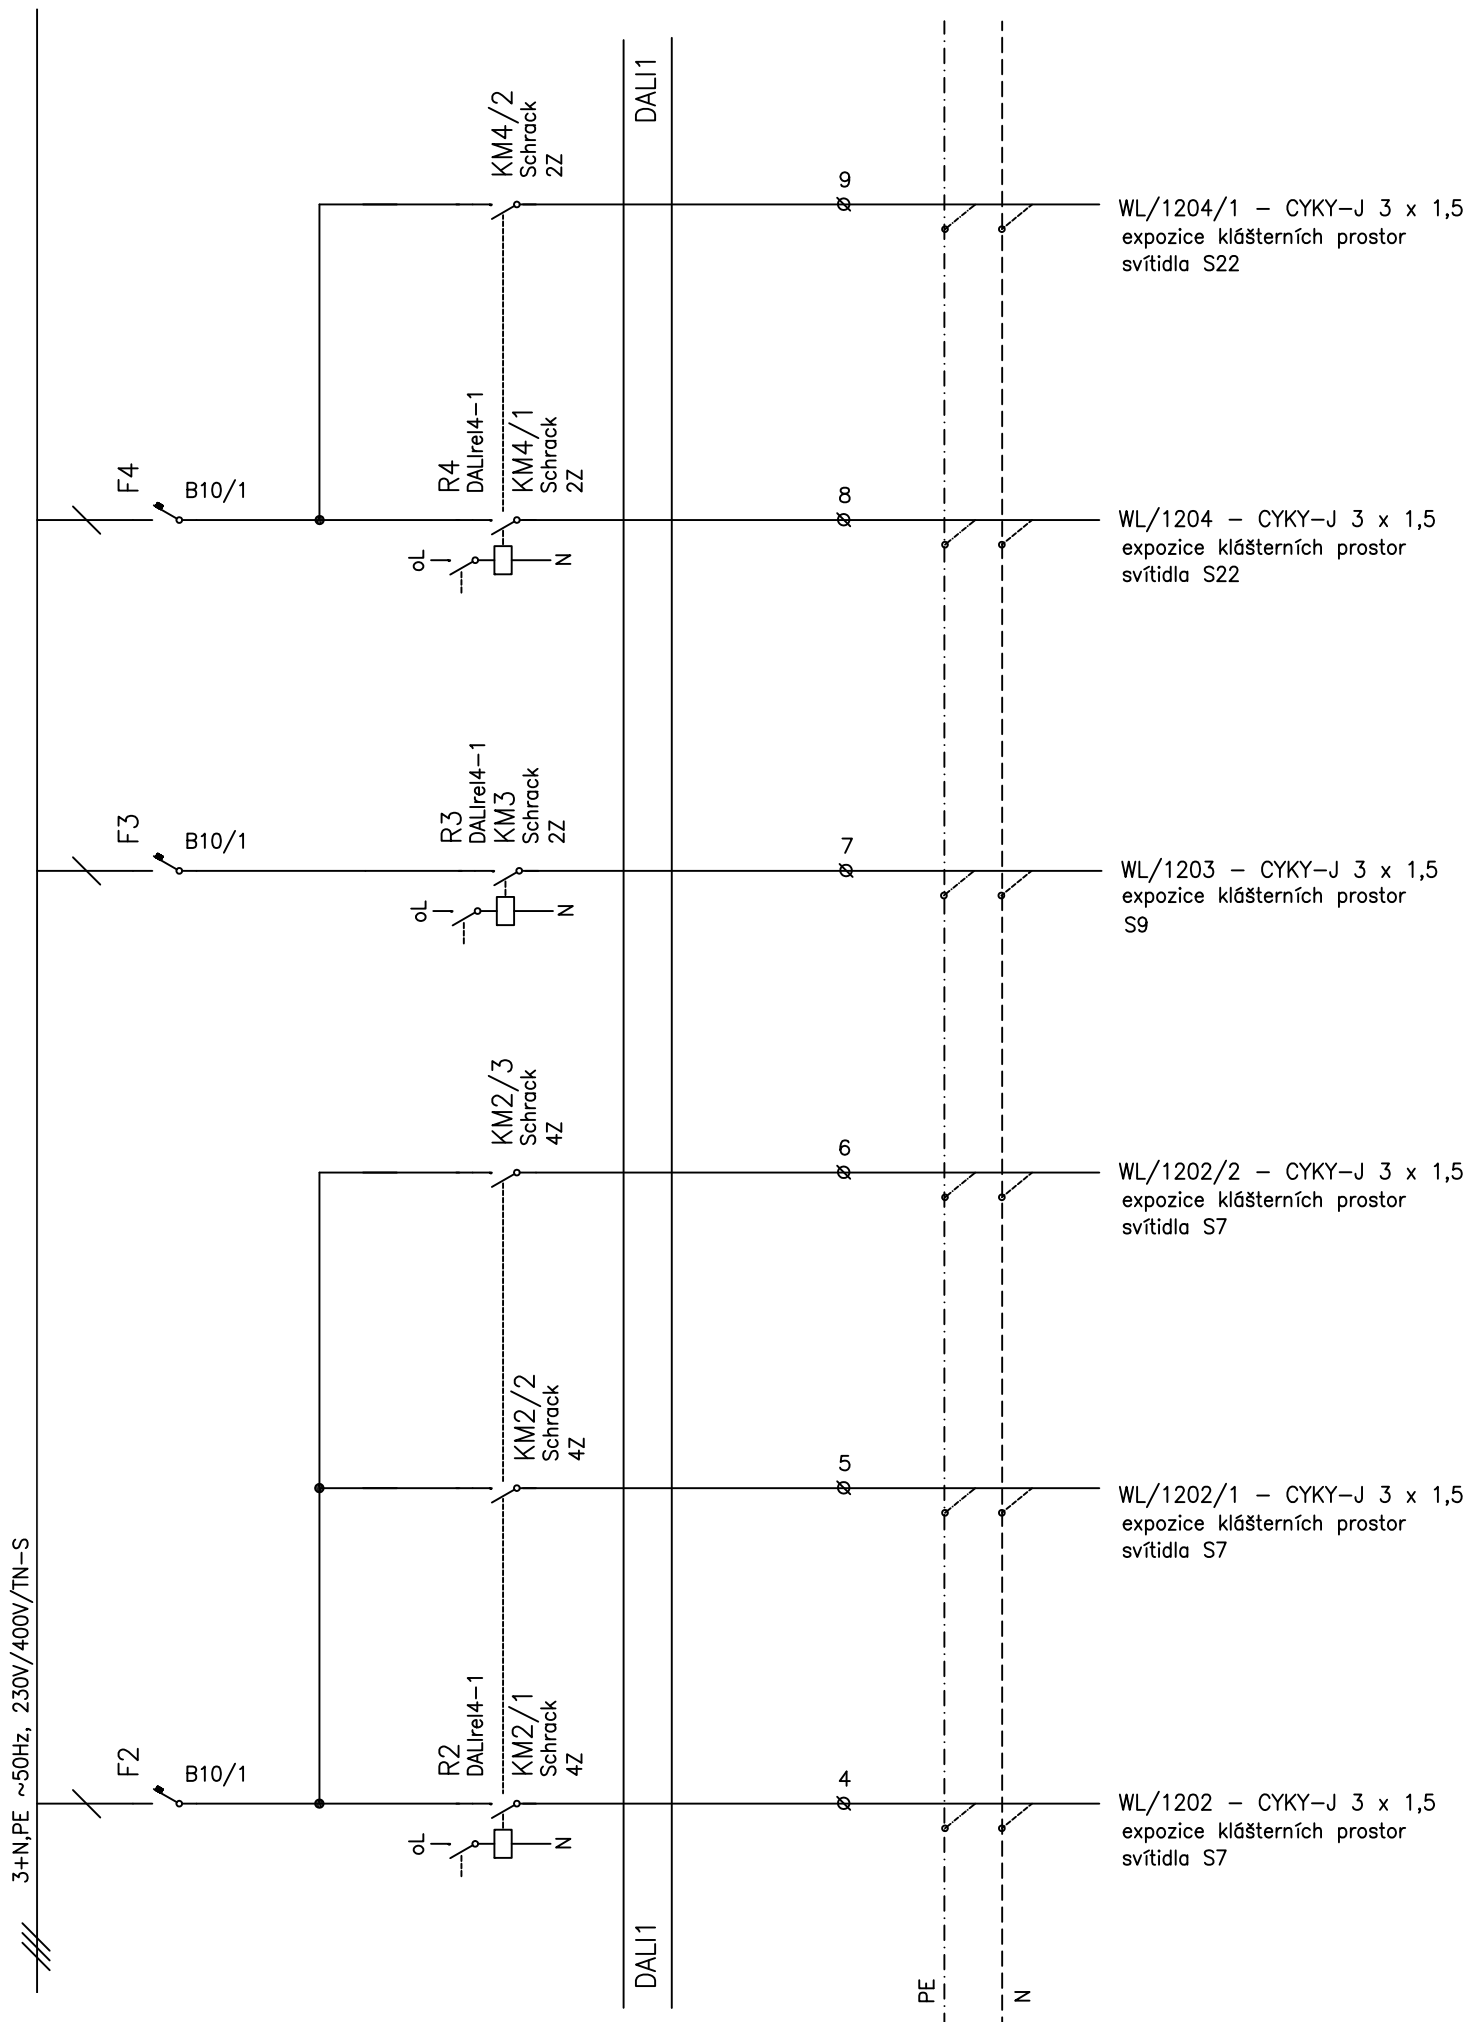 3+N,PE ~50Hz, 230V/400V/TN-S
KM4/2
Schrack
2Z
DALI1
9
WL/1204/1 - CYKY-J 3 x 1,5
expozice klášterních prostor
svítidla S22
F4
B10/1
R4
DALIrel4-1
KM4/1
Schrack
2Z
oL
N
8
WL/1204 - CYKY-J 3 x 1,5
expozice klášterních prostor
svítidla S22
F3
B10/1
R3
DALIrel4-1
KM3
Schrack
2Z
oL
N
7
WL/1203 - CYKY-J 3 x 1,5
expozice klášterních prostor
S9
KM2/3
Schrack
4Z
6
WL/1202/2 - CYKY-J 3 x 1,5
expozice klášterních prostor
svítidla S7
KM2/2
Schrack
4Z
5
WL/1202/1 - CYKY-J 3 x 1,5
expozice klášterních prostor
svítidla S7
F2
B10/1
R2
DALIrel4-1
KM2/1
Schrack
4Z
oL
N
4
WL/1202 - CYKY-J 3 x 1,5
expozice klášterních prostor
svítidla S7
DALI1
PE
N